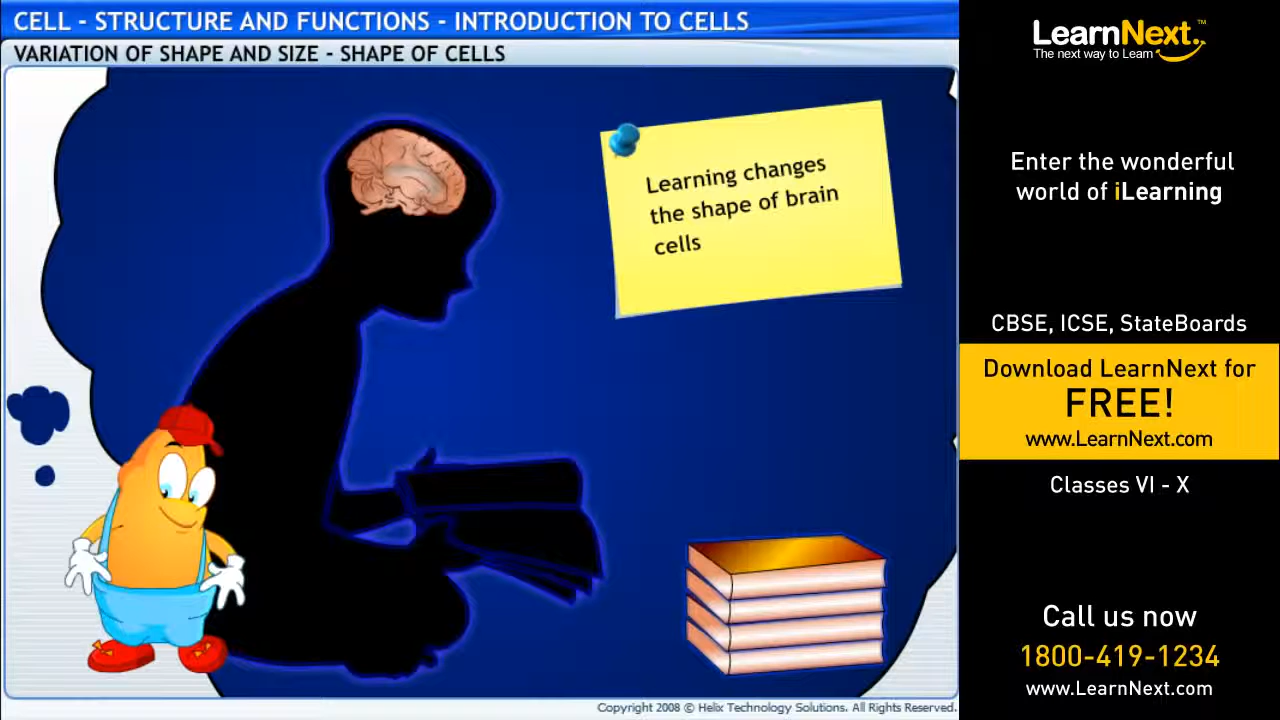 CELL - STRUCTURE AND FUNCTIONS - INTRODUCTION TO CELLS
VARIATION OF SHAPE AND SIZE - SHAPE OF CELLS
Learning changes
the shape of brain
cells
Copyright 2008 © Helix Technology Solutions. All Rights Reserved.
LearnNext.™
The next way to Learn
Enter the wonderful
world of iLearning
CBSE, ICSE, StateBoards
Download LearnNext for
FREE!
www.LearnNext.com
Classes VI - X
Call us now
1800-419-1234
www.LearnNext.com